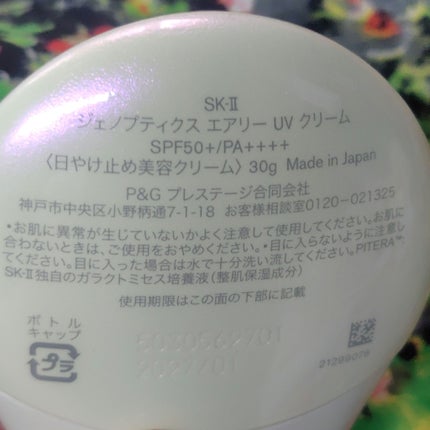 SK-II
ジェノプティクス エアリー UV クリーム
SPF50+/PA++++
〈日やけ止め美容クリーム〉30g Made in Japan
P&G プレステージ合同会社
神戸市中央区小野柄通7-1-18 お客様相談室0120-021325
•お肌に異常が生じていないかよく注意して使用してください。お肌に
合わないときは、ご使用をおやめください。•目に入らないように注意し
てください。目に入った場合は水で十分洗い流してください。PITERA™:
SK-II独自のガラクトミセス培養液(整肌保湿成分)
使用期限はこの面の下部に記載
ボトル
キャップ
プラ
5030562701
2027/01
21299079